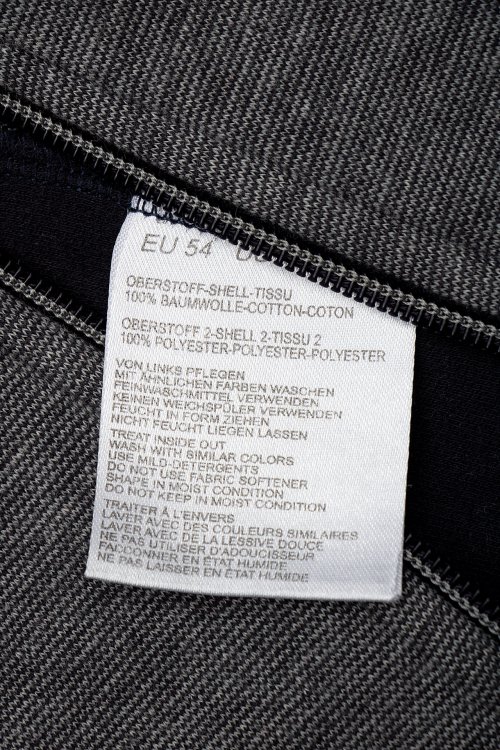 EU 54
OBERSTOFF-SHELL-TISSU
100% BAUMWOLLE-COTTON-COTON
OBERSTOFF 2-SHELL 2-TISSU 2
100% POLYESTER-POLYESTER-POLYESTER
VON LINKS PFLEGEN
MIT ÄHNLICHEN FARBEN WASCHEN
FEINWASCHMITTEL VERWENDEN
KEINEN WEICHSPÜLER VERWENDEN
FEUCHT IN FORM ZIEHEN
NICHT FEUCHT LIEGEN LASSEN
TREAT INSIDE OUT
WASH WITH SIMILAR COLORS
USE MILD-DETERGENTS
DO NOT USE FABRIC SOFTENER
SHAPE IN MOIST CONDITION
DO NOT KEEP IN MOIST CONDITION
TRAITER À L'ENVERS
LAVER AVEC DES COULEURS SIMILAIRES
LAVER AVEC DE LA LESSIVE DOUCE
NE PAS UTILISER D'ADOUCISSEUR
FACONNER EN ÉTAT HUMIDE
NE PAS LAISSER EN ÉTAT HUMIDE